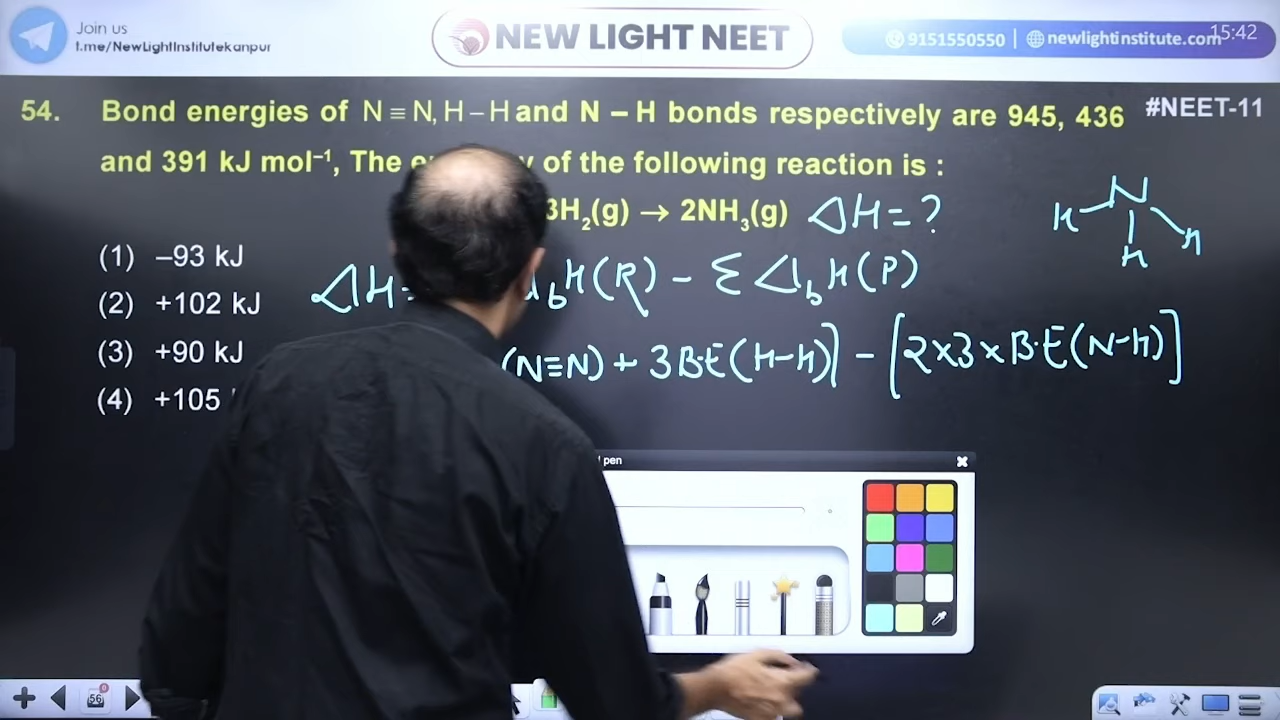 Join us
t.me/NewLightInstitutekanpur
NEW LIGHT NEET
9151550550 | newlightinstitute.com
15:42
54. Bond energies of N ≡ N, H – H and N – H bonds respectively are 945, 436
#NEET-11
and 391 kJ mol⁻¹, The of the following reaction is :
3H₂(g) → 2NH₃(g) ΔH = ?
N
H H
H
(1) –93 kJ
ΔH = bH(R) – Σ ΔbH(P)
(2) +102 kJ
(3) +90 kJ
(N≡N) + 3B.E(H–H)] – [2×3×B.E(N–H)]
(4) +105
pen
56